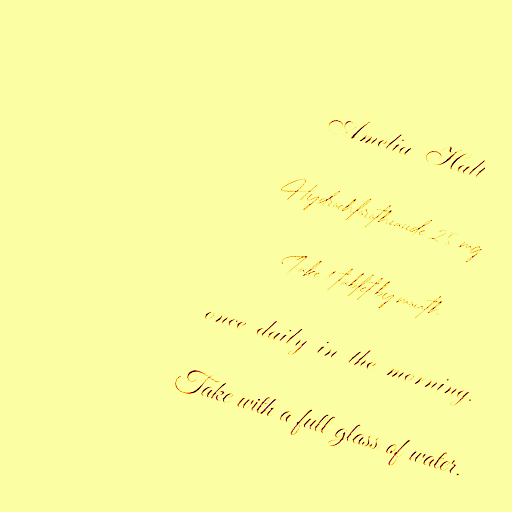 Amelia Hall
Hydrochlorothiazide 25 mg
Take 1 tablet by mouth
once daily in the morning.
Take with a full glass of water.